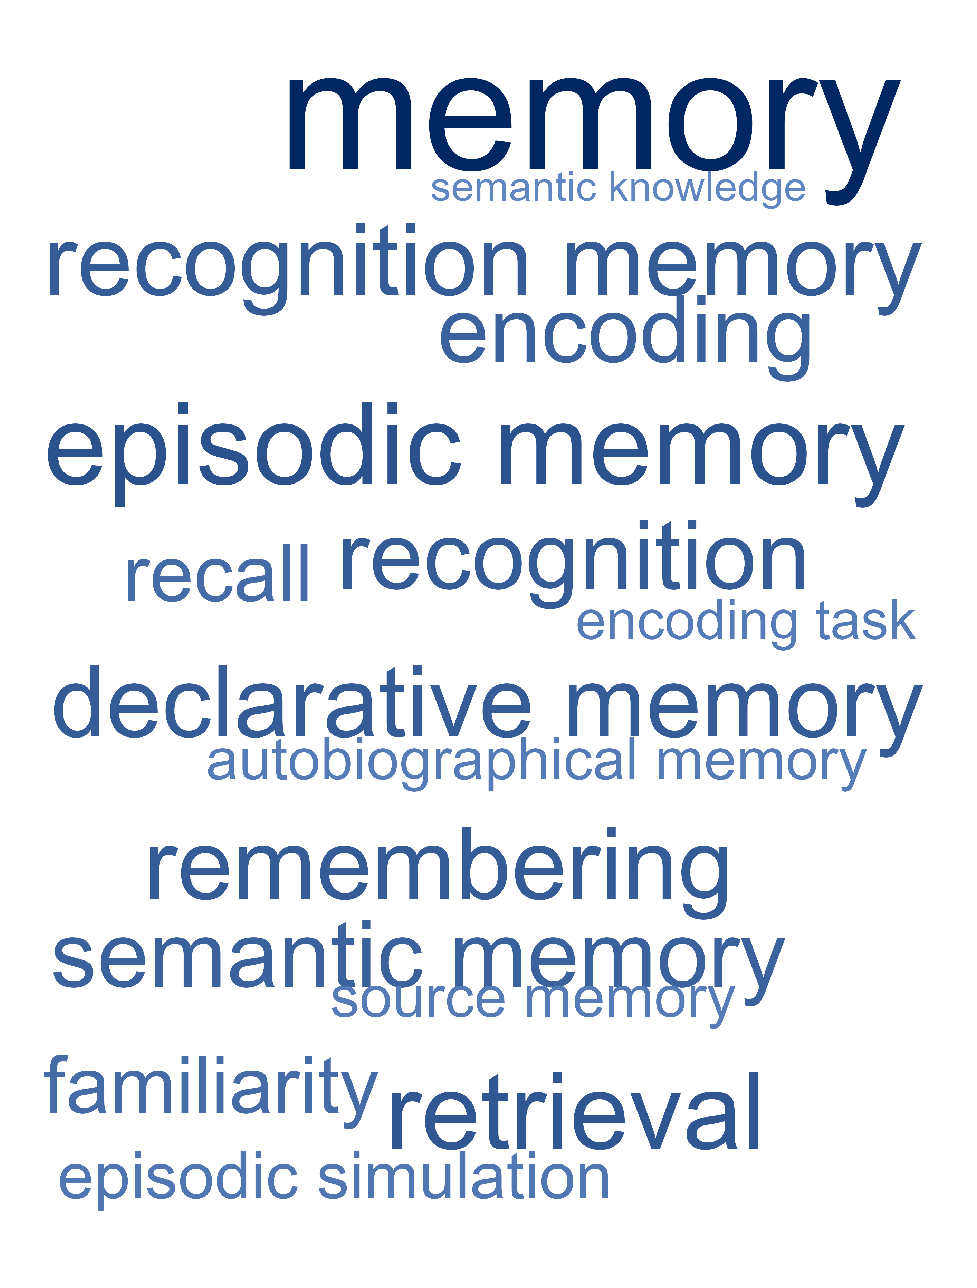 memory
semantic knowledge
recognition memory
encoding
episodic memory
recall recognition
encoding task
declarative memory
autobiographical memory
remembering
semantic memory
source memory
familiarity retrieval
episodic simulation